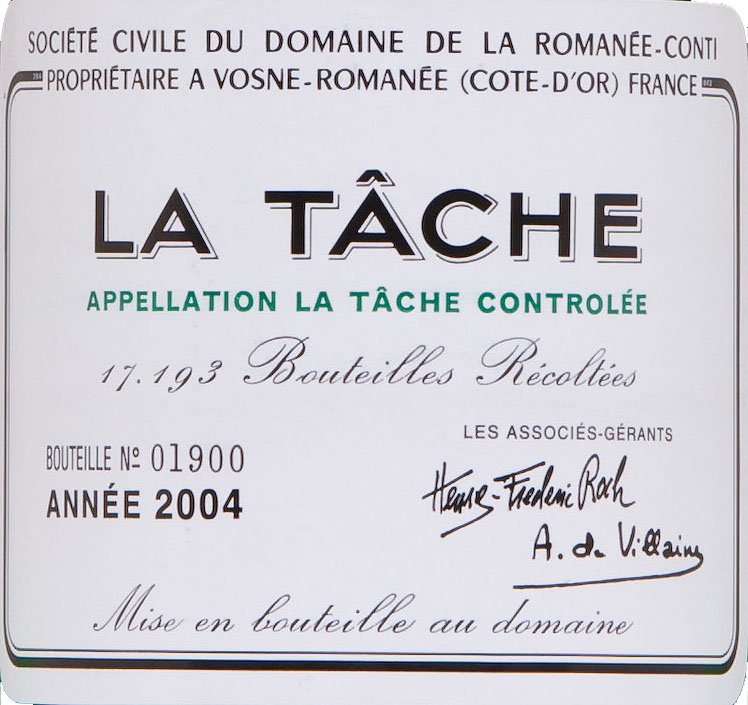 SOCIÉTÉ CIVILE DU DOMAINE DE LA ROMANÉE-CONTI
PROPRIÉTAIRE A VOSNE-ROMANÉE (COTE-D'OR) FRANCE
LA TÂCHE
APPELLATION LA TÂCHE CONTROLÉE
17.193 Bouteilles Récoltées
LES ASSOCIÉS-GÉRANTS
BOUTEILLE Nº 01900
ANNÉE 2004
Henry-Frédéric Roch
A. de Villaine
Mise en bouteille au domaine